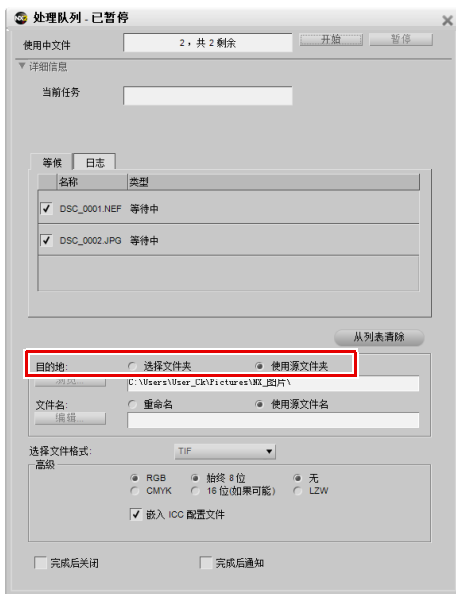 处理队列 - 已暂停
使用中文件 2，共 2 剩余 开始 暂停
详细信息
当前任务
等候 日志
名称 类型
DSC_0001.NEF 等待中
DSC_0002.JPG 等待中
从列表清除
目的地: 选择文件夹 使用源文件夹
浏览... C:\Users\User_Ck\Pictures\NX_图片\
文件名: 重命名 使用源文件名
编辑...
选择文件格式: TIF
高级
RGB 始终 8 位 无
CMYK 16 位(如果可能) LZW
嵌入 ICC 配置文件
完成后关闭 完成后通知